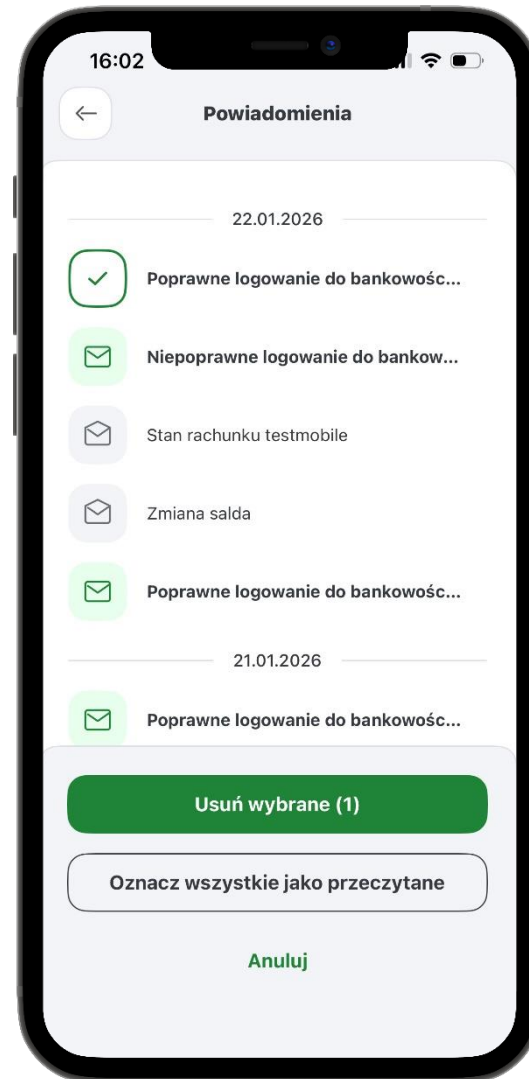 16:02
Powiadomienia
22.01.2026
Poprawne logowanie do bankowośc...
Niepoprawne logowanie do bankow...
Stan rachunku testmobile
Zmiana salda
Poprawne logowanie do bankowośc...
21.01.2026
Poprawne logowanie do bankowośc...
Usuń wybrane (1)
Oznacz wszystkie jako przeczytane
Anuluj